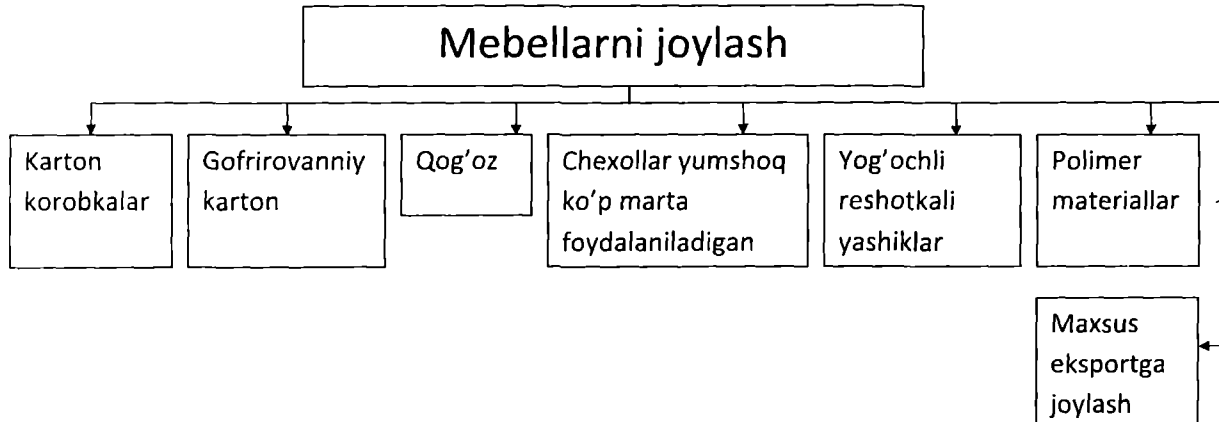 Mebellarni joylash
Karton
korobkalar
Gofrirovanniy
karton
Qog’oz
Chexollar yumshoq
ko’p marta
foydalaniladigan
Yog’ochli
reshotkali
yashiklar
Polimer
materiallar
Maxsus
eksportga
joylash